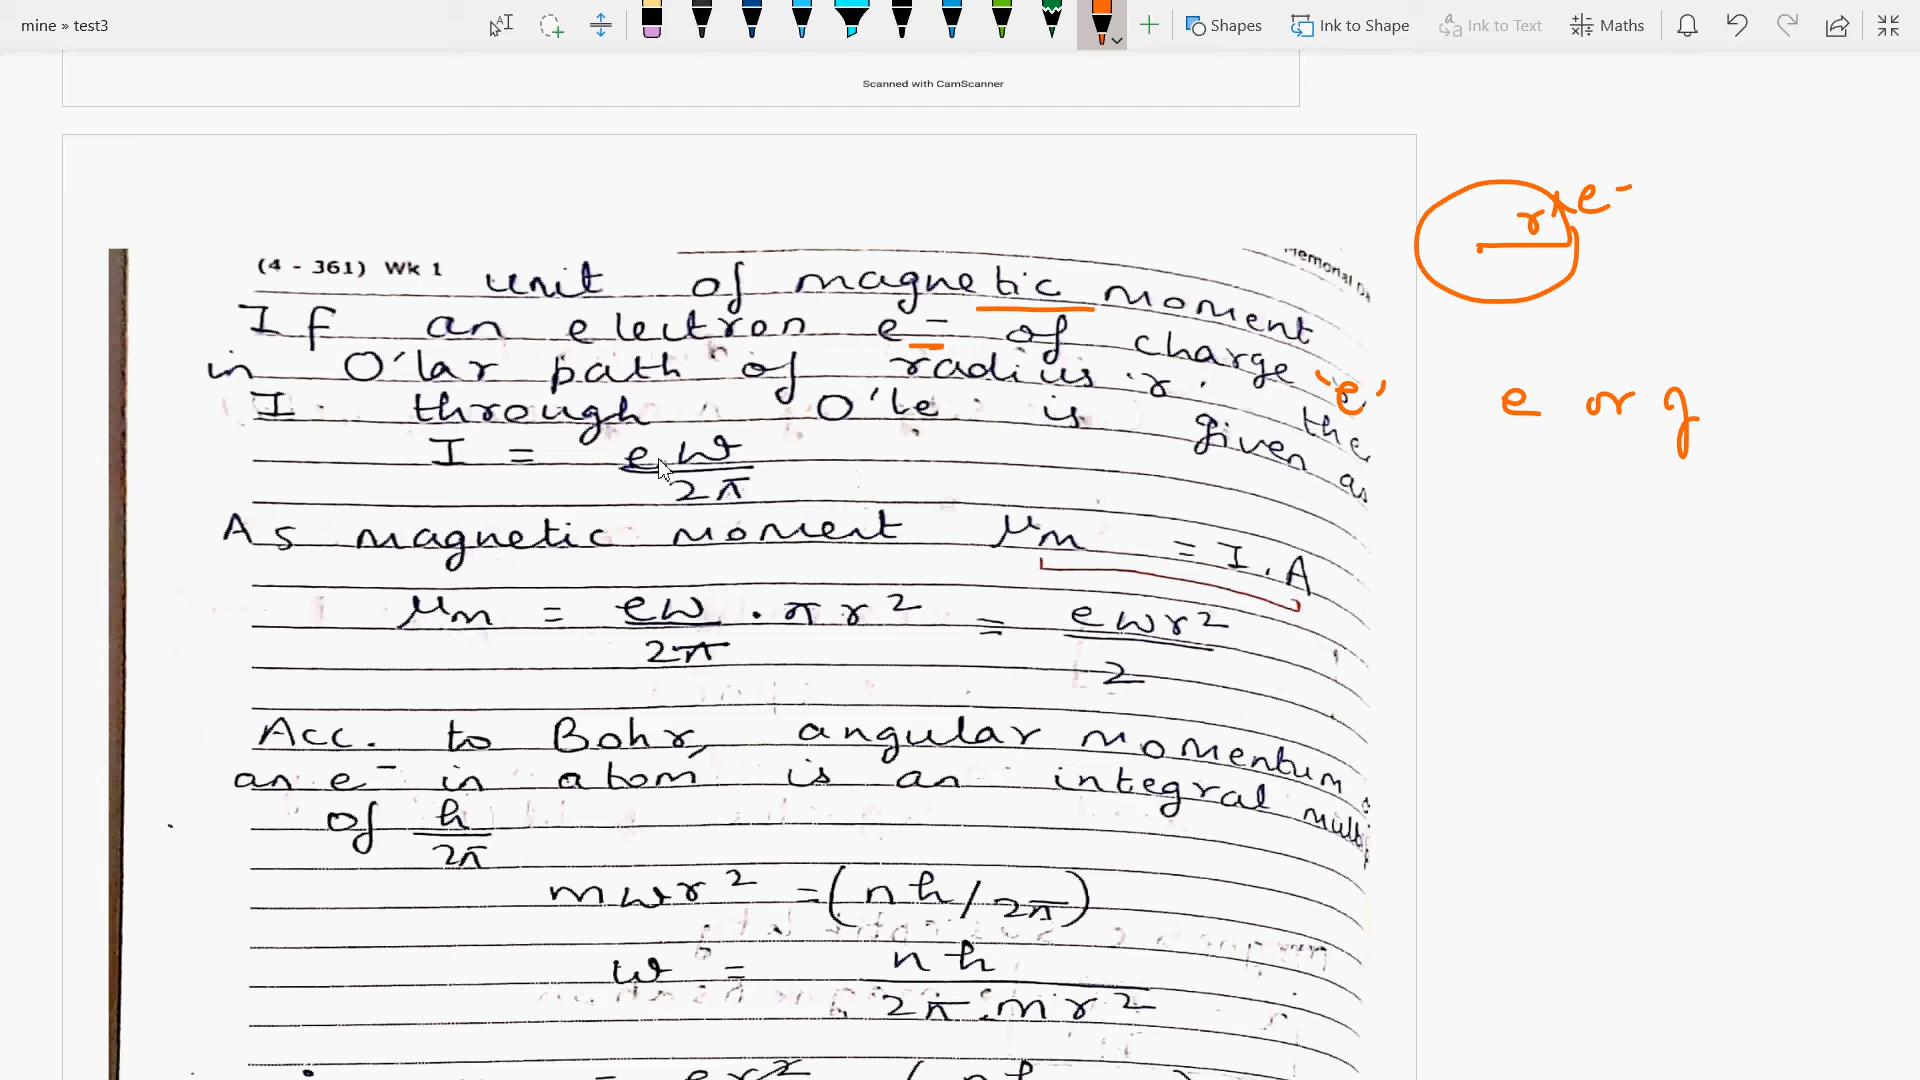 mine » test3
Shapes
Ink to Shape
Ink to Text
Maths
Scanned with CamScanner
e-
r
(4 - 361) Wk 1
unit of magnetic moment
If an electron e- of charge 'e'
in O'lar path of radius 'r'. the
I through O'le is given as
I = eω/2π
As magnetic moment μm = I.A
μm = eω/2π . πr² = eωr²/2
e or q
Acc. to Bohr, angular momentum
an e- in atom is an integral
of h/2π
mωr² = (nh/2π)
ω = nh/2π.mr²